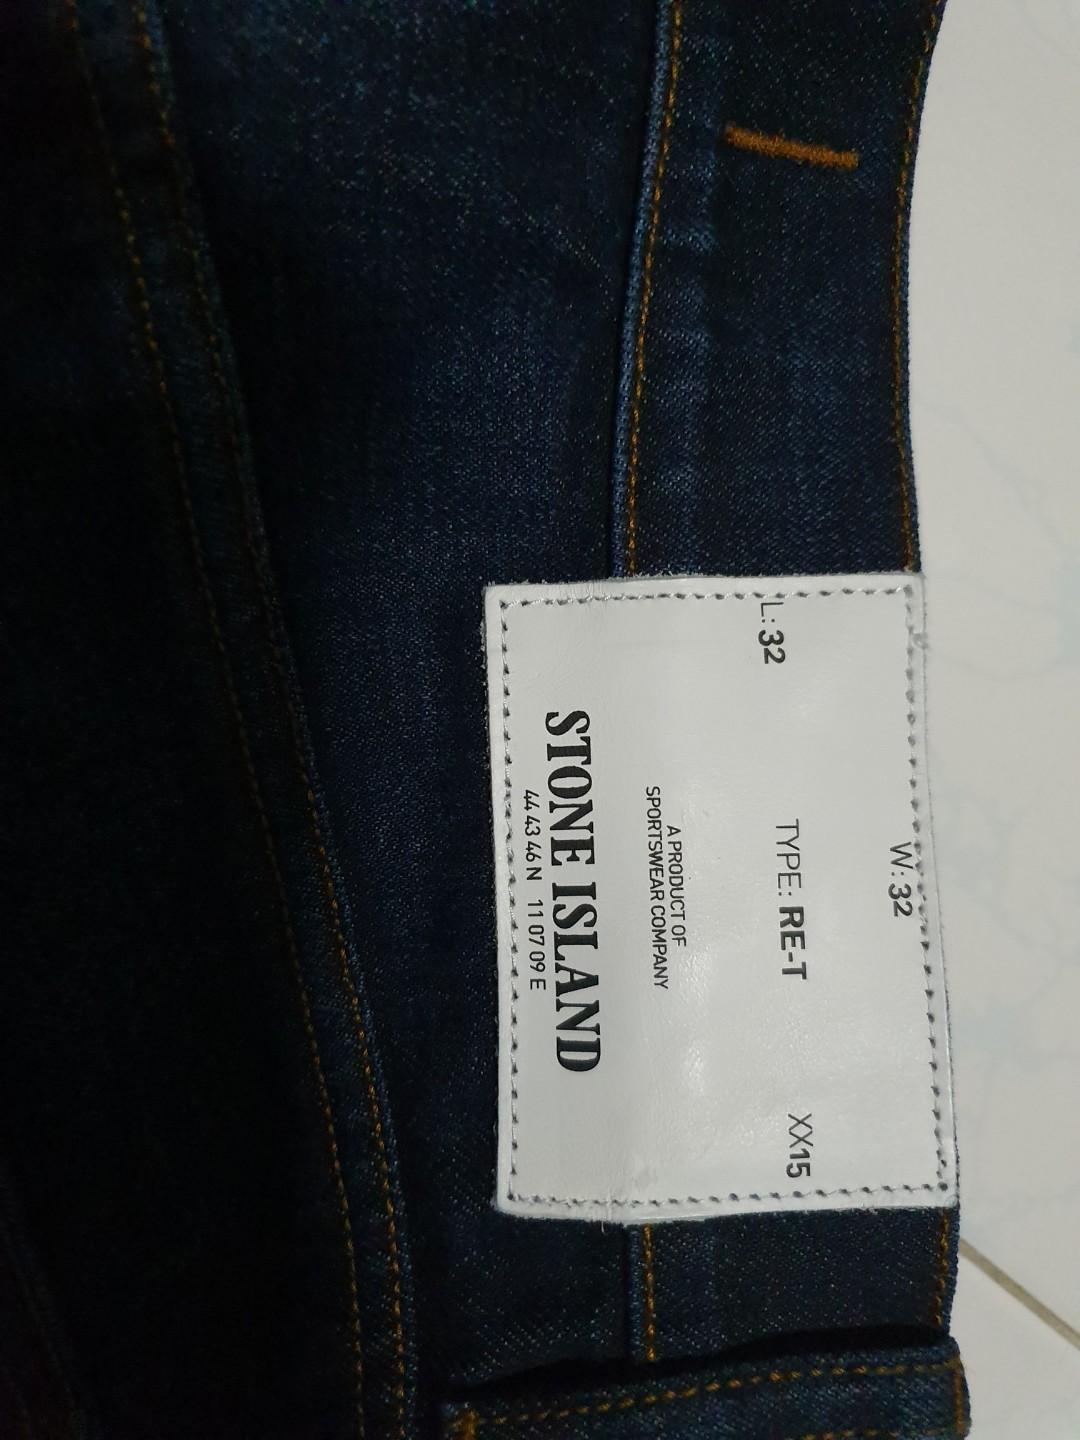 W: 32
L: 32 TYPE: RE-T XX15
A PRODUCT OF
SPORTSWEAR COMPANY
STONE ISLAND
44 43 46 N 11 07 09 E